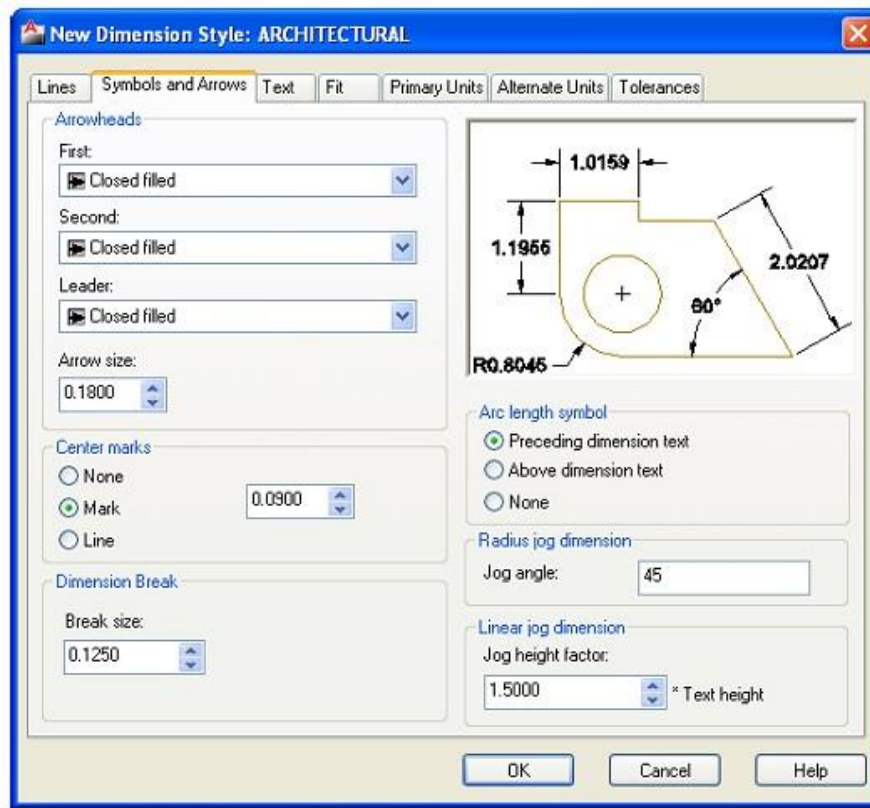 New Dimension Style: ARCHITECTURAL
Lines Symbols and Arrows Text Fit Primary Units Alternate Units Tolerances
Arrowheads
First:
Closed filled
Second:
Closed filled
Leader:
Closed filled
Arrow size:
0.1800
Center marks
None
Mark
0.0900
Line
Dimension Break
Break size:
0.1250
1.0159
1.1955
2.0207
60°
R0.8045
Arc length symbol
Preceding dimension text
Above dimension text
None
Radius jog dimension
Jog angle:
45
Linear jog dimension
Jog height factor:
1.5000
* Text height
OK Cancel Help